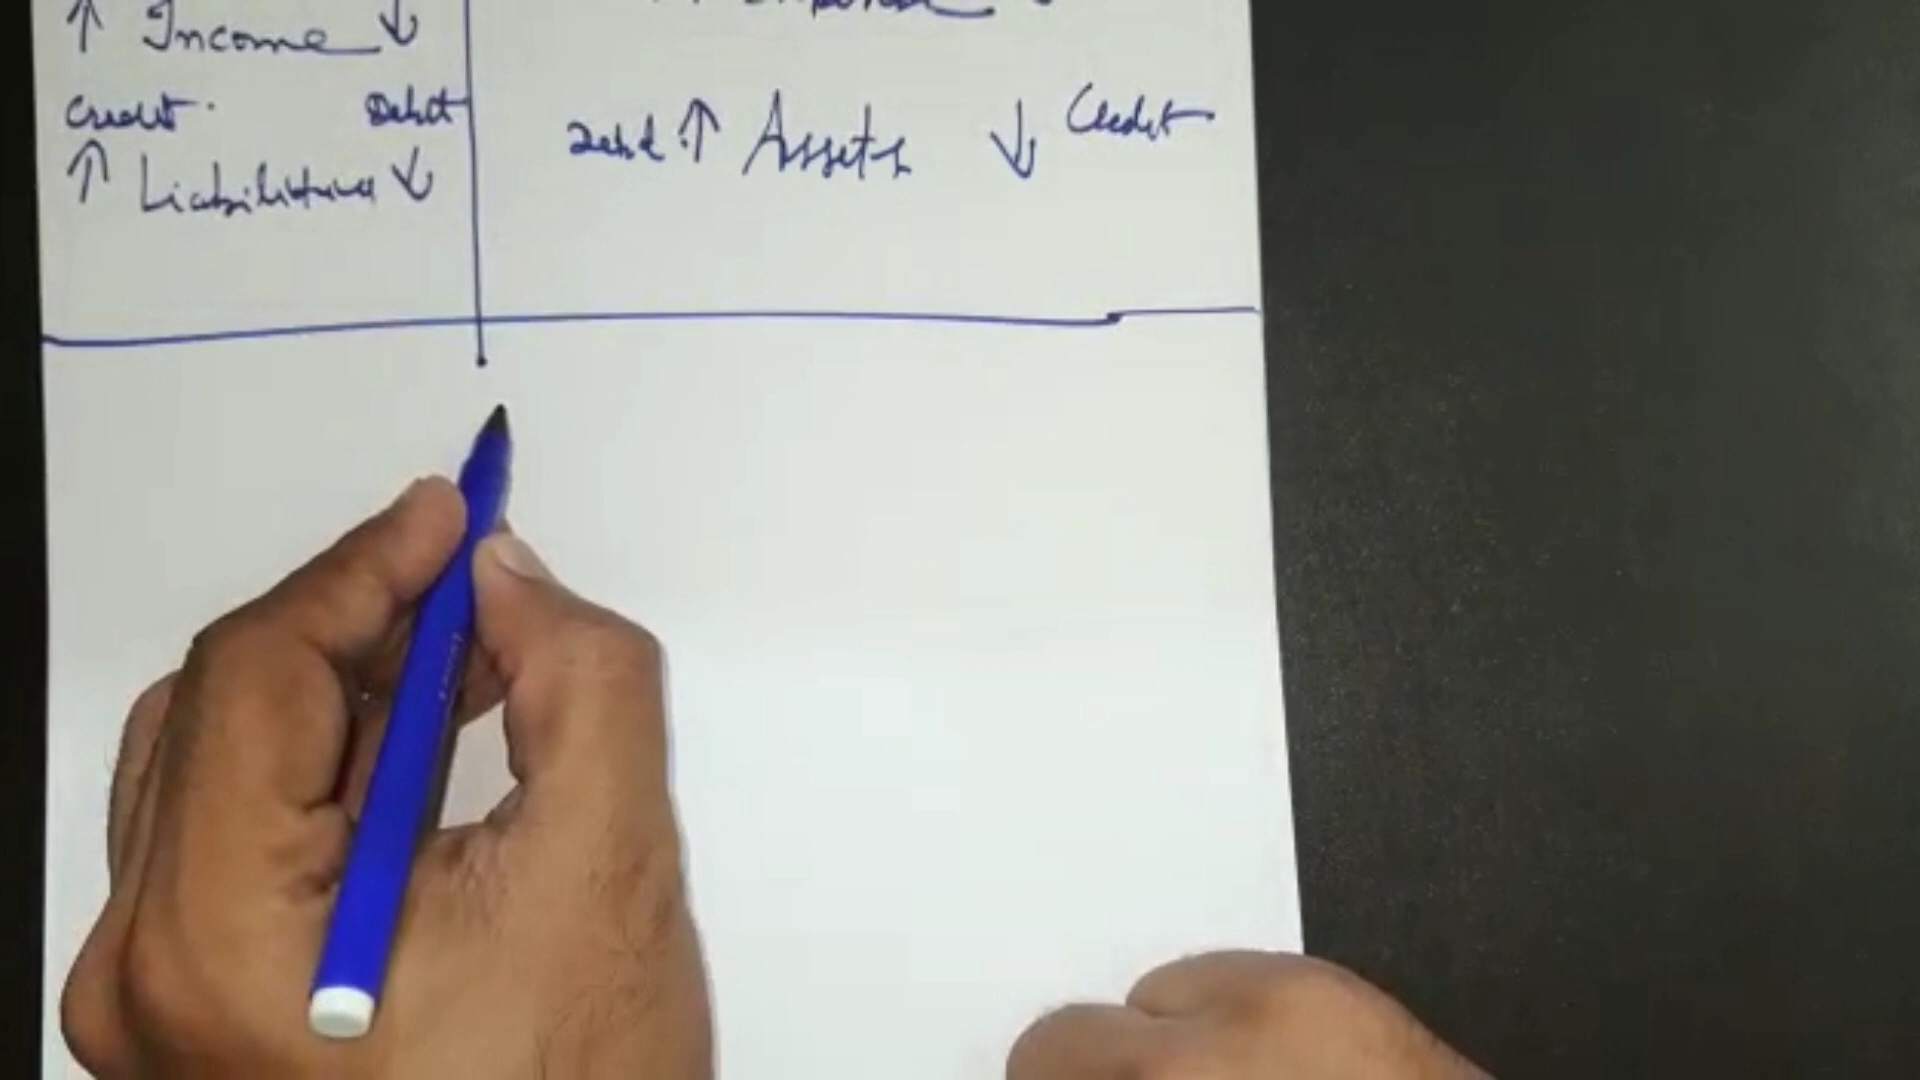 ↑ Income ↓
Credit. Debit
↑ Liabilities ↓
Debit ↑ Assets ↓ Credit